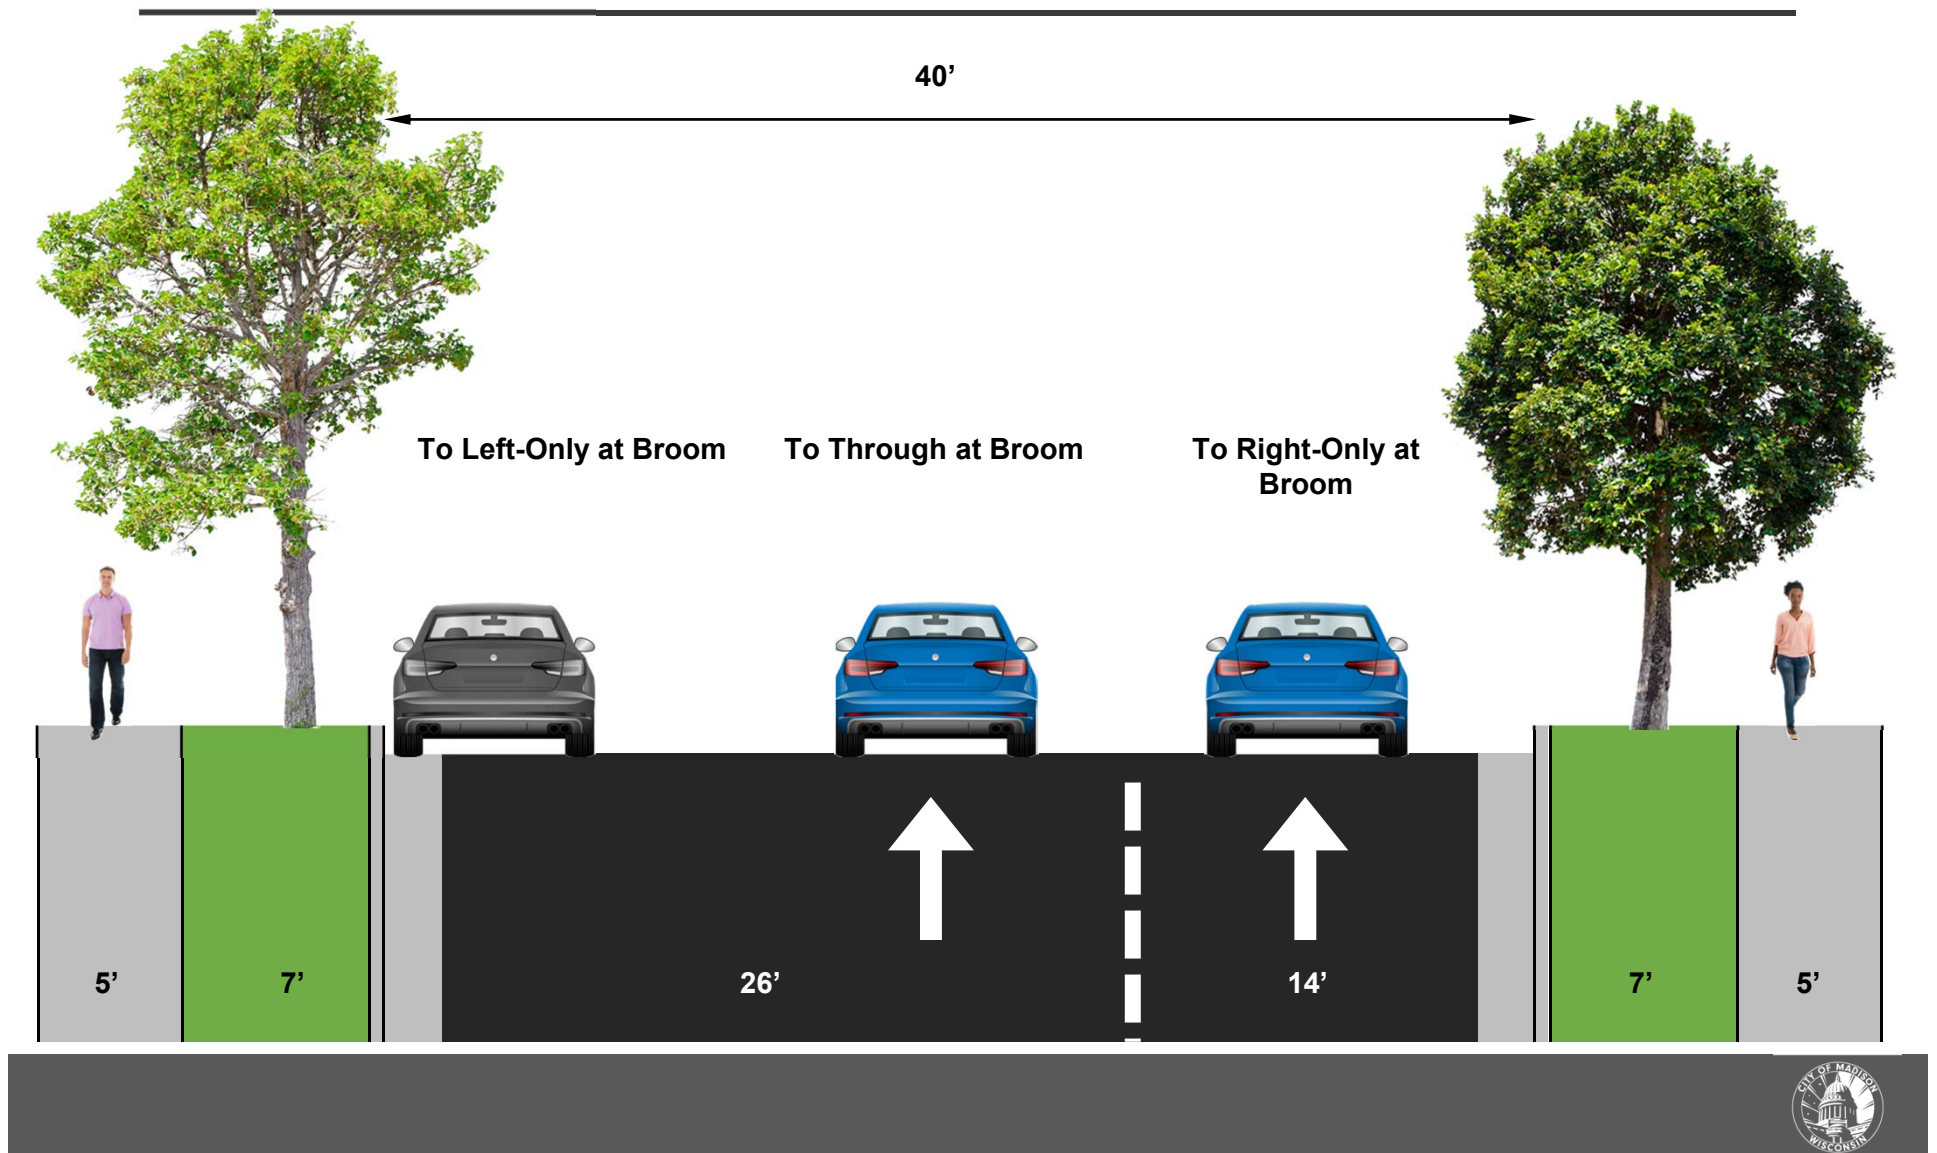 40’
To Left-Only at Broom
To Through at Broom
To Right-Only at
Broom
5’
7’
26’
14’
7’
5’
CITY OF MADISON
WISCONSIN